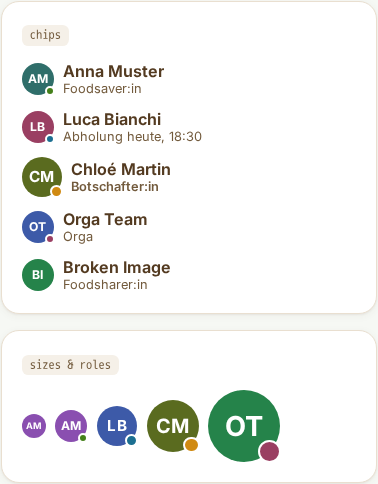 chips
AM Anna Muster
Foodsaver:in
LB Luca Bianchi
Abholung heute, 18:30
CM Chloé Martin
Botschafter:in
OT Orga Team
Orga
BI Broken Image
Foodsharer:in
sizes & roles
AM AM LB CM OT